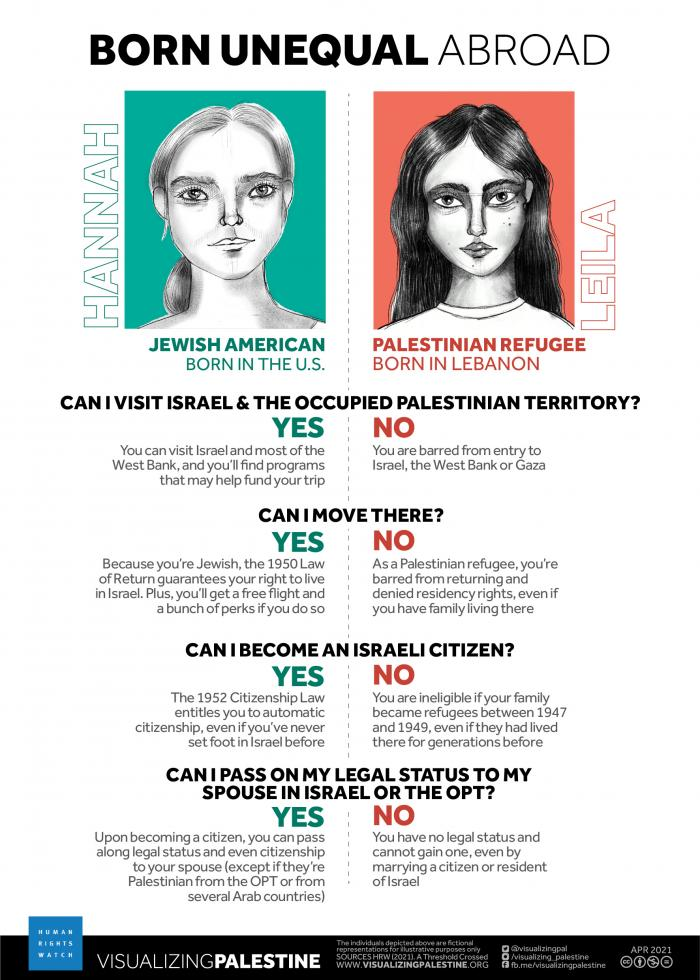 BORN UNEQUAL ABROAD
HANNAH
LEILA
JEWISH AMERICAN
BORN IN THE U.S.
PALESTINIAN REFUGEE
BORN IN LEBANON
CAN I VISIT ISRAEL & THE OCCUPIED PALESTINIAN TERRITORY?
YES
You can visit Israel and most of the
West Bank, and you'll find programs
that may help fund your trip
NO
You are barred from entry to
Israel, the West Bank or Gaza
CAN I MOVE THERE?
YES
Because you're Jewish, the 1950 Law
of Return guarantees your right to live
in Israel. Plus, you'll get a free flight and
a bunch of perks if you do so
NO
As a Palestinian refugee, you're
barred from returning and
denied residency rights, even if
you have family living there
CAN I BECOME AN ISRAELI CITIZEN?
YES
The 1952 Citizenship Law
entitles you to automatic
citizenship, even if you've never
set foot in Israel before
NO
You are ineligible if your family
became refugees between 1947
and 1949, even if they had lived
there for generations before
CAN I PASS ON MY LEGAL STATUS TO MY
SPOUSE IN ISRAEL OR THE OPT?
YES
Upon becoming a citizen, you can pass
along legal status and even citizenship
to your spouse (except if they're
Palestinian from the OPT or from
several Arab countries)
NO
You have no legal status and
cannot gain one, even by
marrying a citizen or resident
of Israel
HUMAN
RIGHTS
WATCH
VISUALIZINGPALESTINE
The individuals depicted above are fictional
representations for illustrative purposes only
SOURCES HRW (2021). A Threshold Crossed
WWW.VISUALIZINGPALESTINE.ORG
@visualizingpal
/visualizing_palestine
fb.me/visualizingpalestine
APR 2021